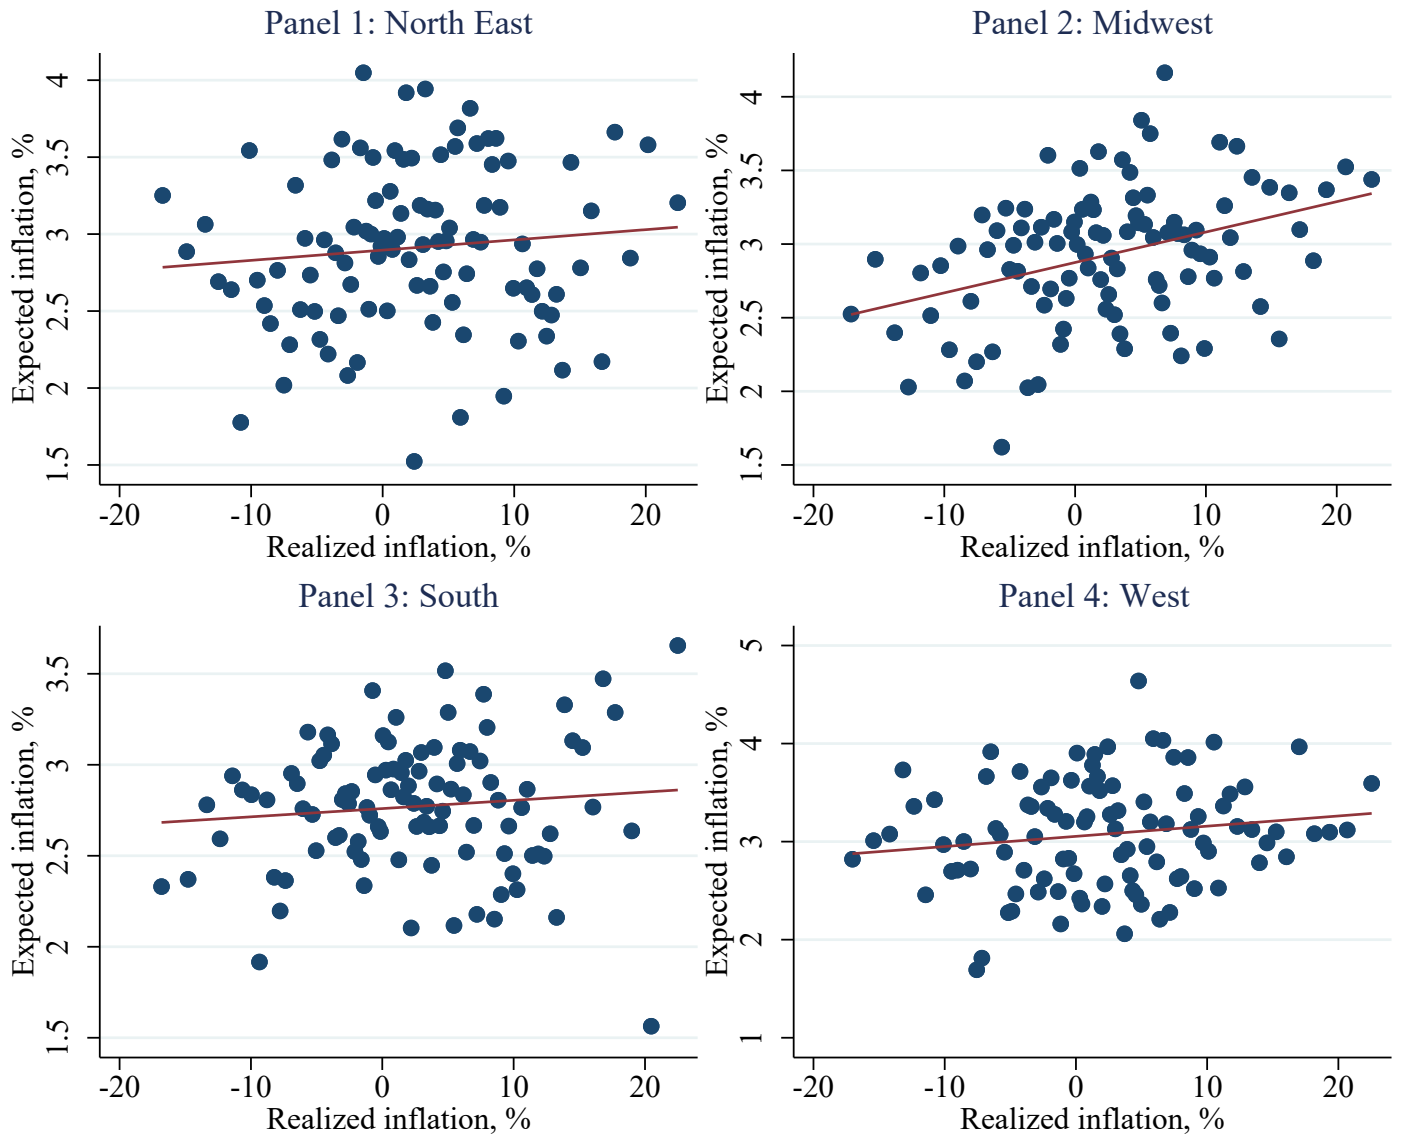 Panel 1: North East
Expected inflation, %
4
3.5
3
2.5
2
1.5
-20 -10 0 10 20
Realized inflation, %
Panel 2: Midwest
Expected inflation, %
4
3.5
3
2.5
2
1.5
-20 -10 0 10 20
Realized inflation, %
Panel 3: South
Expected inflation, %
3.5
3
2.5
2
1.5
-20 -10 0 10 20
Realized inflation, %
Panel 4: West
Expected inflation, %
5
4
3
2
1
-20 -10 0 10 20
Realized inflation, %